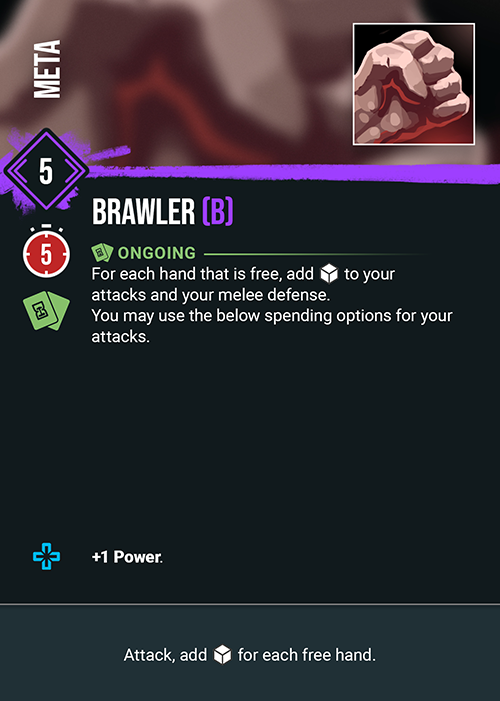 META
5
BRAWLER (B)
5
ONGOING
For each hand that is free, add to your
attacks and your melee defense.
You may use the below spending options for your
attacks.
+1 Power.
Attack, add for each free hand.